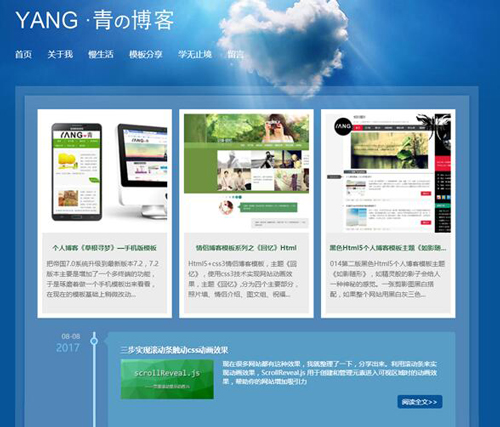 YANG ·青の博客
首页 关于我 慢生活 模板分享 学无止境 留言
个人博客《草根寻梦》—手机版模板
把帝国7.0系统升级到最新版本7.2，7.2
版本主要是增加了一个多终端的功能，
于是琢磨着做一个手机模板出来看看，
在现在的模板基础上稍微改动...
情侣博客模板系列之《回忆》Html
Html5+css3情侣博客模板，主题《回
忆》，使用css3技术实现网站动画效
果，主题《回忆》,分为四个主要部分，
照片墙、情侣介绍、图文组、祝福...
黑色Html5个人博客模板主题《如影随...
014第二版黑色Html5个人博客模板主题
《如影随形》，如精灵般的影子会给人
一种神秘的感觉。一张剪影图黑白搭
配，如果整个网站用黑白灰三色...
08-08
2017
三步实现滚动条触动css动画效果
scrollReveal.js
现在很多网站都有这种效果，我就整理了一下，分享出来。利用滚动条来实
现动画效果，ScrollReveal.js 用于创建和管理元素进入可视区域时的动画效
果，帮助你的网站增加吸引力
阅读全文>>